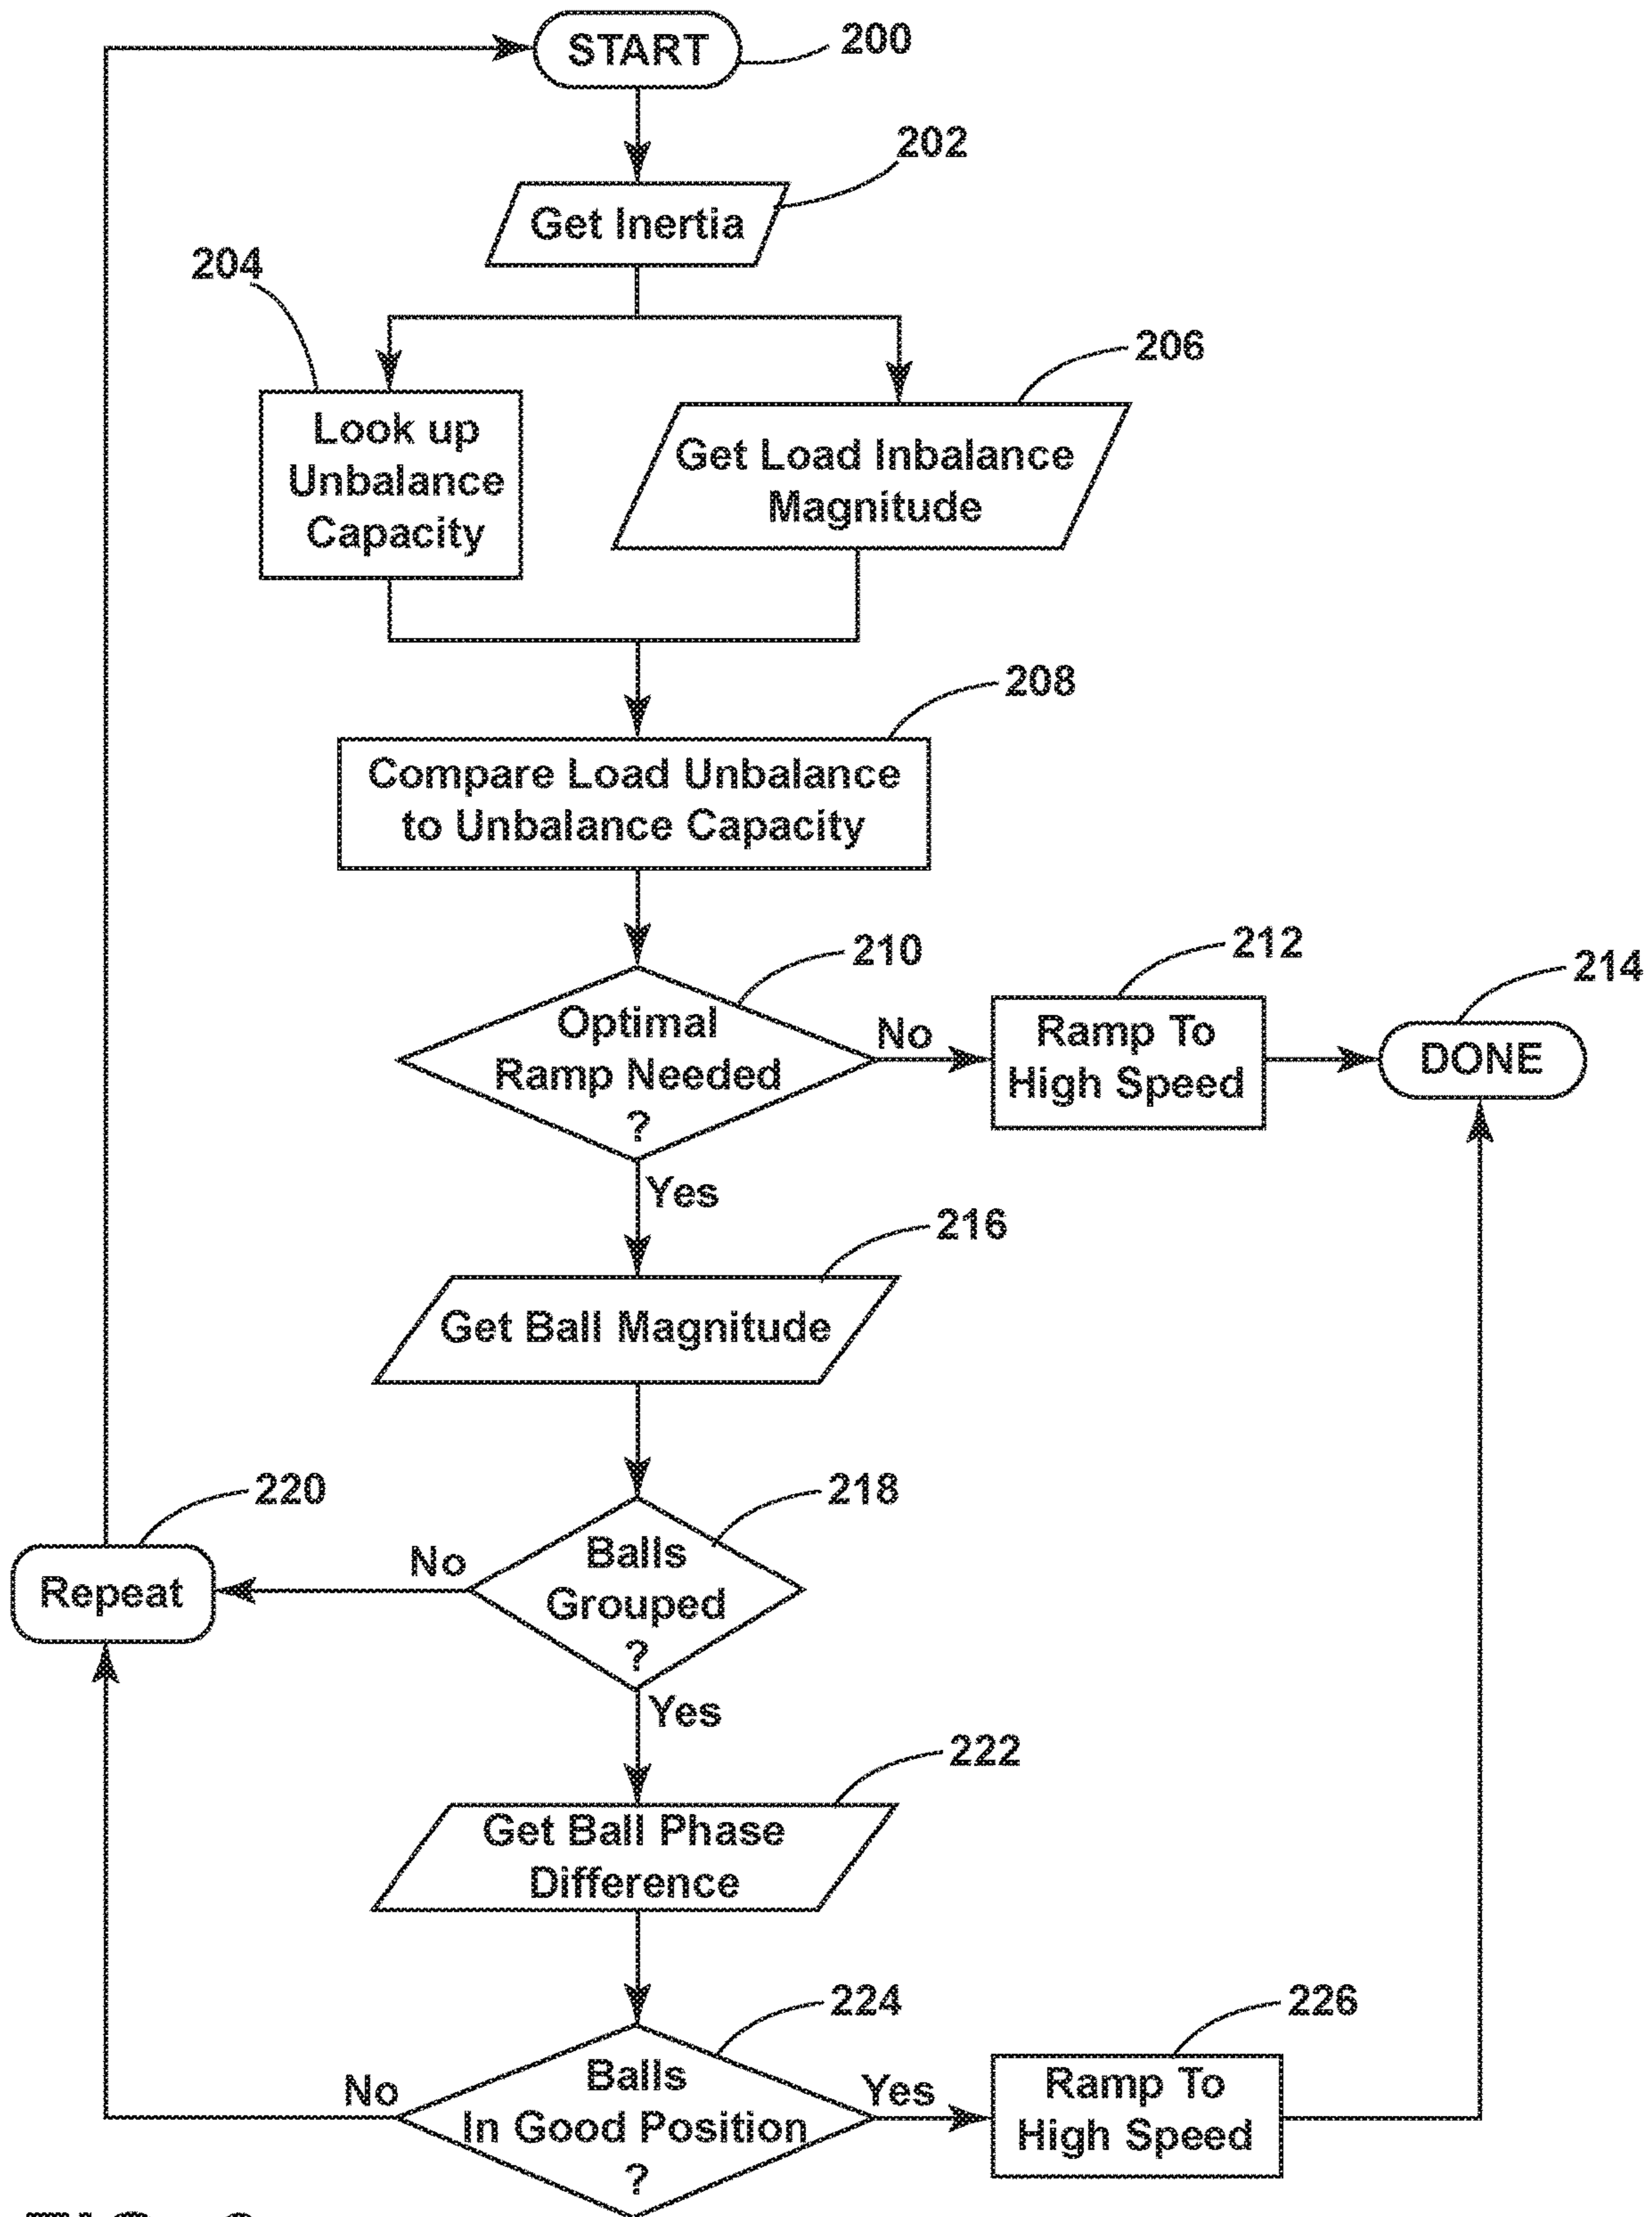 START
200
202
Get Inertia
204
206
Look up
Unbalance
Capacity
Get Load Inbalance
Magnitude
208
Compare Load Unbalance
to Unbalance Capacity
210
212
214
Optimal
Ramp Needed
?
No
Ramp To
High Speed
DONE
Yes
216
Get Ball Magnitude
220
218
Repeat
No
Balls
Grouped
?
Yes
222
Get Ball Phase
Difference
224
226
No
Balls
In Good Position
?
Yes
Ramp To
High Speed